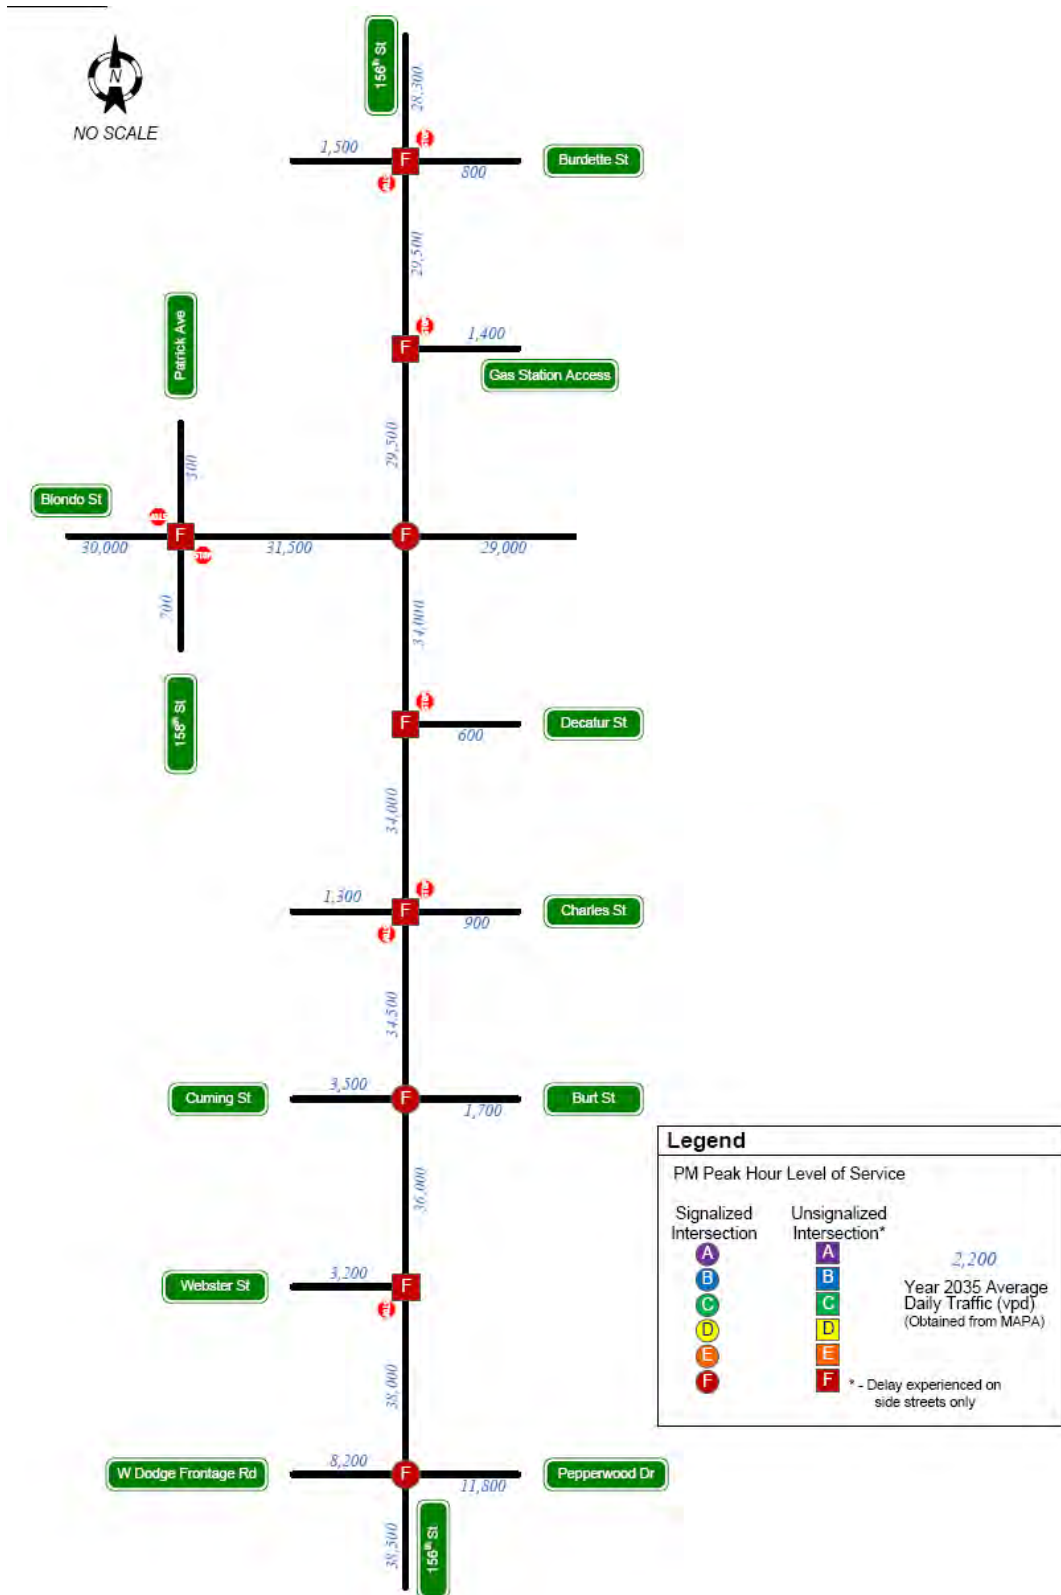 156th St
28,300
N
NO SCALE
1,500
F
STOP
800
Burdette St
29,500
Patrick Ave
F
1,400
Gas Station Access
29,500
300
Blondo St
F
STOP
F
30,000
31,500
29,000
700
34,000
158th St
F
600
Decatur St
34,000
1,300
F
900
Charles St
34,500
Cuming St
3,500
F
1,700
Burt St
36,000
Webster St
3,200
F
38,000
W Dodge Frontage Rd
8,200
F
11,800
Pepperwood Dr
38,500
156th St
Legend
PM Peak Hour Level of Service
Signalized
Intersection
Unsignalized
Intersection*
A A
B B
C C
D D
E E
F F
2,200
Year 2035 Average
Daily Traffic (vpd)
(Obtained from MAPA)
* - Delay experienced on
side streets only